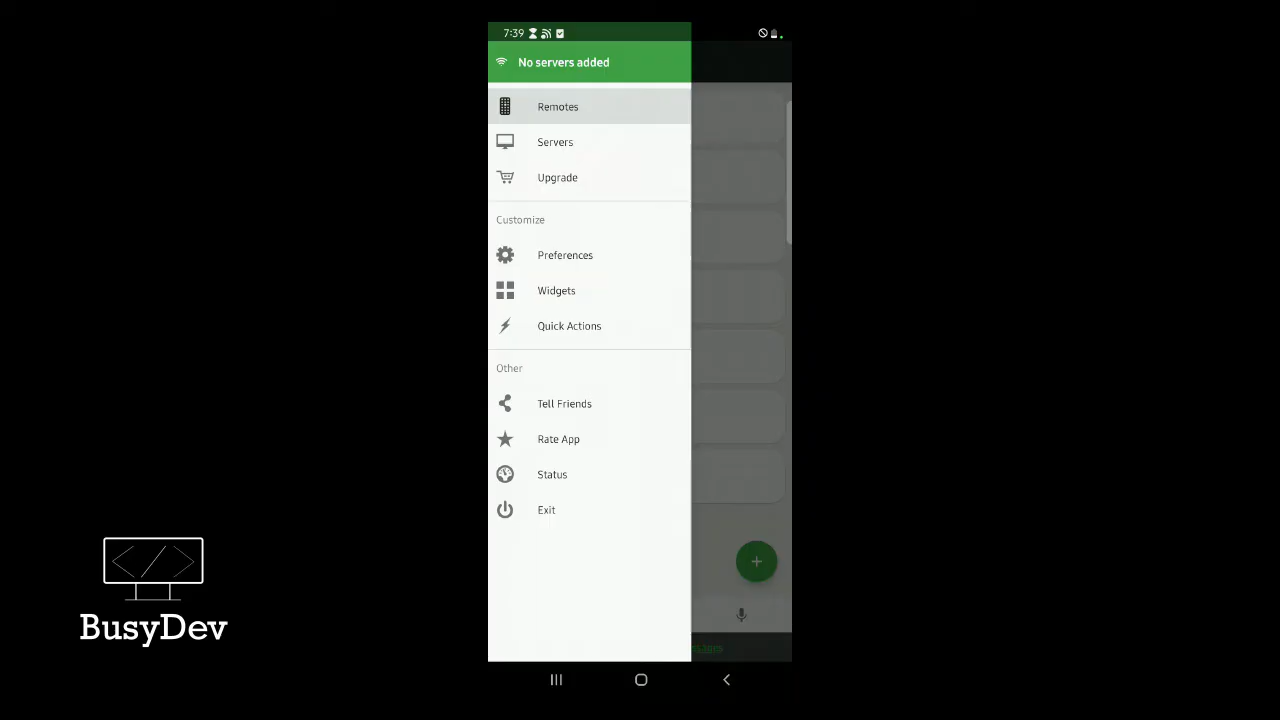 7:39
No servers added
Remotes
Servers
Upgrade
Customize
Preferences
Widgets
Quick Actions
Other
Tell Friends
Rate App
Status
Exit
BusyDev